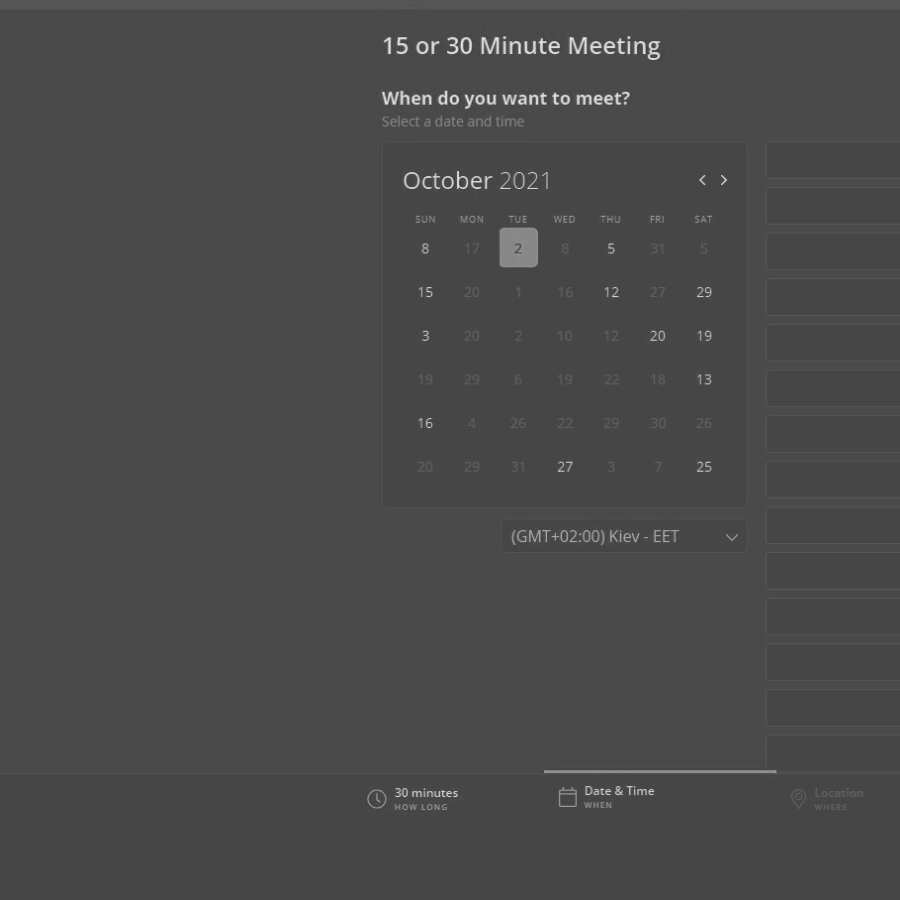 15 or 30 Minute Meeting
When do you want to meet?
Select a date and time
October 2021
SUN MON TUE WED THU FRI SAT
8 17 2 8 5 31 5
15 20 1 16 12 27 29
3 20 2 10 12 20 19
19 29 6 19 22 18 13
16 4 26 22 29 30 26
20 29 31 27 3 7 25
(GMT+02:00) Kiev - EET
30 minutes
HOW LONG
Date & Time
WHEN
Location
WHERE